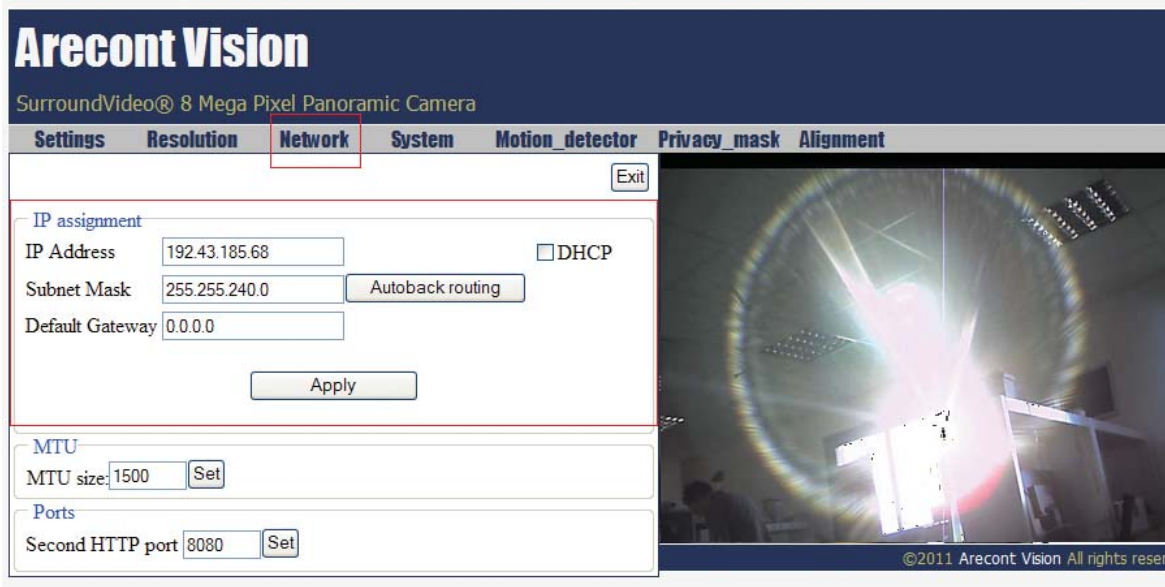 Arecont Vision
SurroundVideo® 8 Mega Pixel Panoramic Camera
Settings Resolution Network System Motion_detector Privacy_mask Alignment
Exit
IP assignment
IP Address 192.43.185.68 DHCP
Subnet Mask 255.255.240.0 Autoback routing
Default Gateway 0.0.0.0
Apply
MTU
MTU size: 1500 Set
Ports
Second HTTP port 8080 Set
©2011 Arecont Vision All rights rese